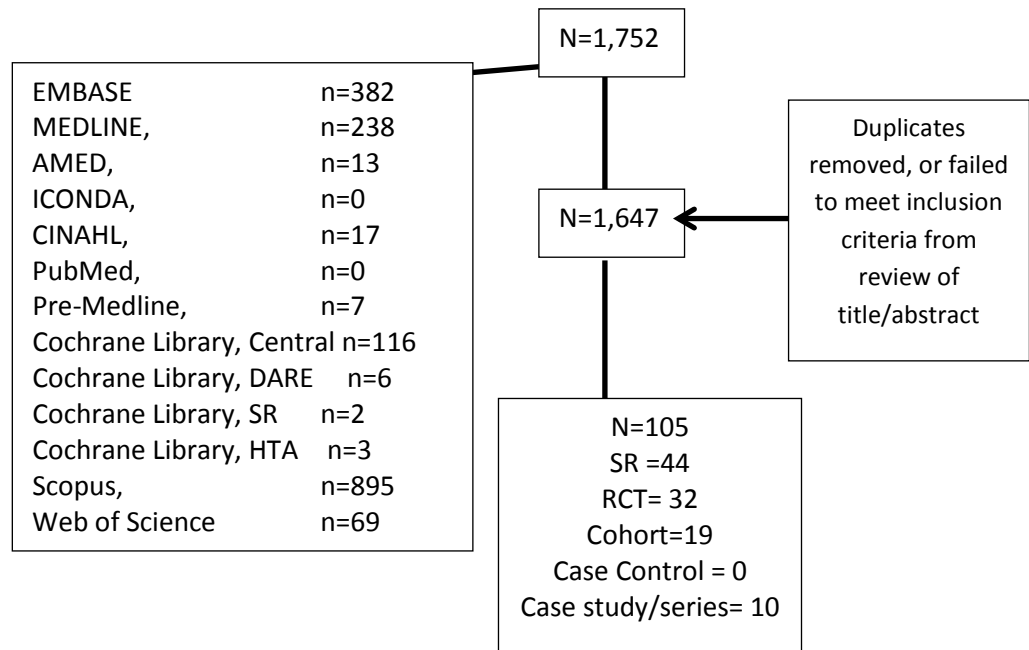 N=1,752
EMBASE n=382
MEDLINE, n=238
AMED, n=13
ICONDA, n=0
CINAHL, n=17
PubMed, n=0
Pre-Medline, n=7
Cochrane Library, Central n=116
Cochrane Library, DARE n=6
Cochrane Library, SR n=2
Cochrane Library, HTA n=3
Scopus, n=895
Web of Science n=69
Duplicates
removed, or failed
to meet inclusion
criteria from
review of
title/abstract
N=1,647
N=105
SR =44
RCT= 32
Cohort=19
Case Control = 0
Case study/series= 10